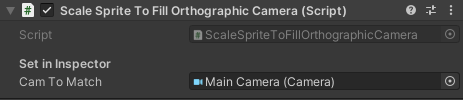 Scale Sprite To Fill Orthographic Camera (Script)
Script ScaleSpriteToFillOrthographicCamera
Set in Inspector
Cam To Match Main Camera (Camera)